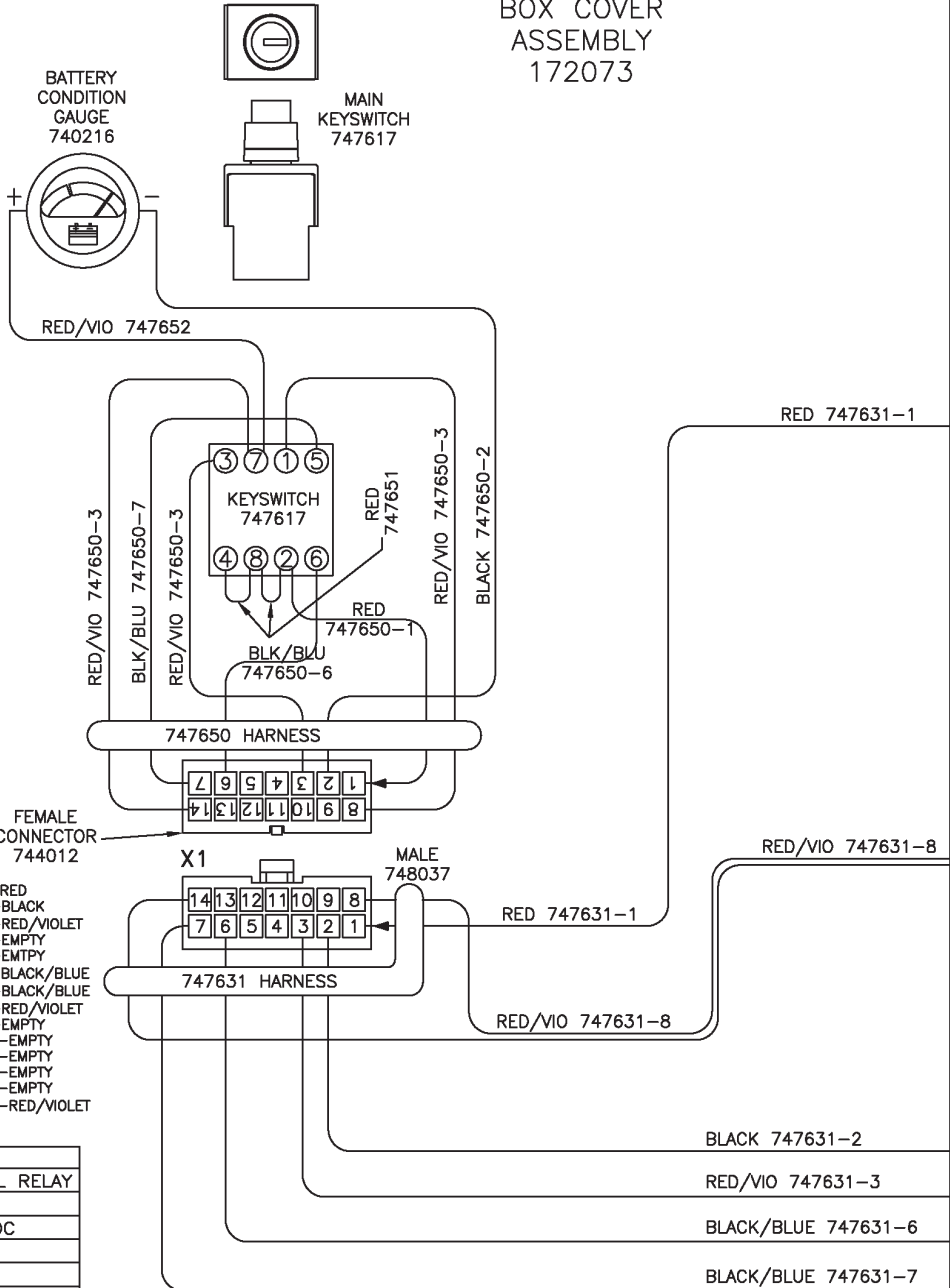 BOX COVER
ASSEMBLY
172073
BATTERY
CONDITION
GAUGE
740216
MAIN
KEYSWITCH
747617
+
−
RED/VIO 747652
RED 747631−1
3
7
1
5
KEYSWITCH
747617
4
8
2
6
RED/VIO 747650−3
BLK/BLU 747650−7
RED/VIO 747650−3
RED
747651
RED/VIO 747650−3
BLACK 747650−2
RED
747650−1
BLK/BLU
747650−6
747650 HARNESS
7 6 5 4 3 2 1
14 13 12 11 10 9 8
FEMALE
CONNECTOR
744012
X1
MALE
748037
RED/VIO 747631−8
14 13 12 11 10 9 8
7 6 5 4 3 2 1
RED 747631−1
747631 HARNESS
RED/VIO 747631−8
RED
BLACK
RED/VIOLET
EMPTY
EMTPY
BLACK/BLUE
BLACK/BLUE
RED/VIOLET
EMPTY
−EMPTY
−EMPTY
−EMPTY
−EMPTY
−RED/VIOLET
RELAY
BLACK 747631−2
RED/VIO 747631−3
BLACK/BLUE 747631−6
BLACK/BLUE 747631−7